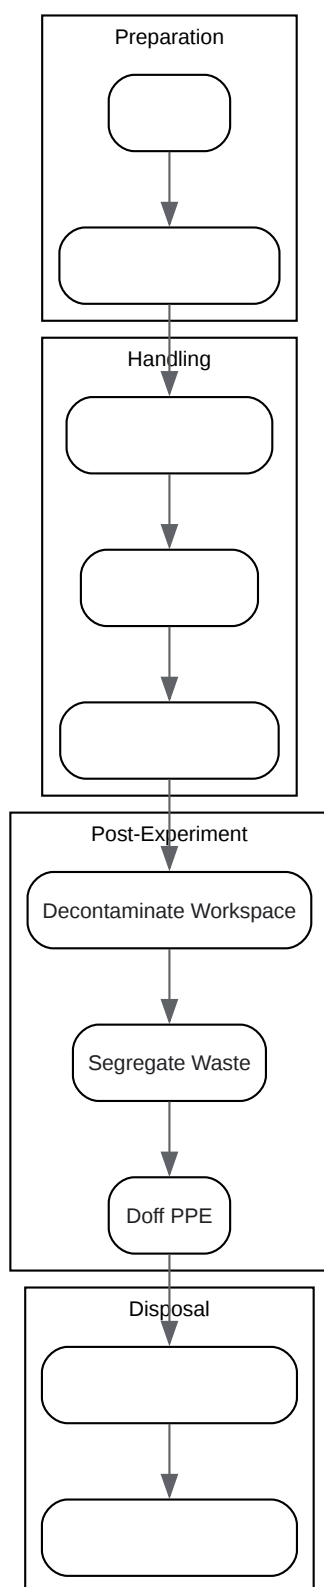 Preparation
Handling
Post-Experiment
Decontaminate Workspace
Segregate Waste
Doff PPE
Disposal